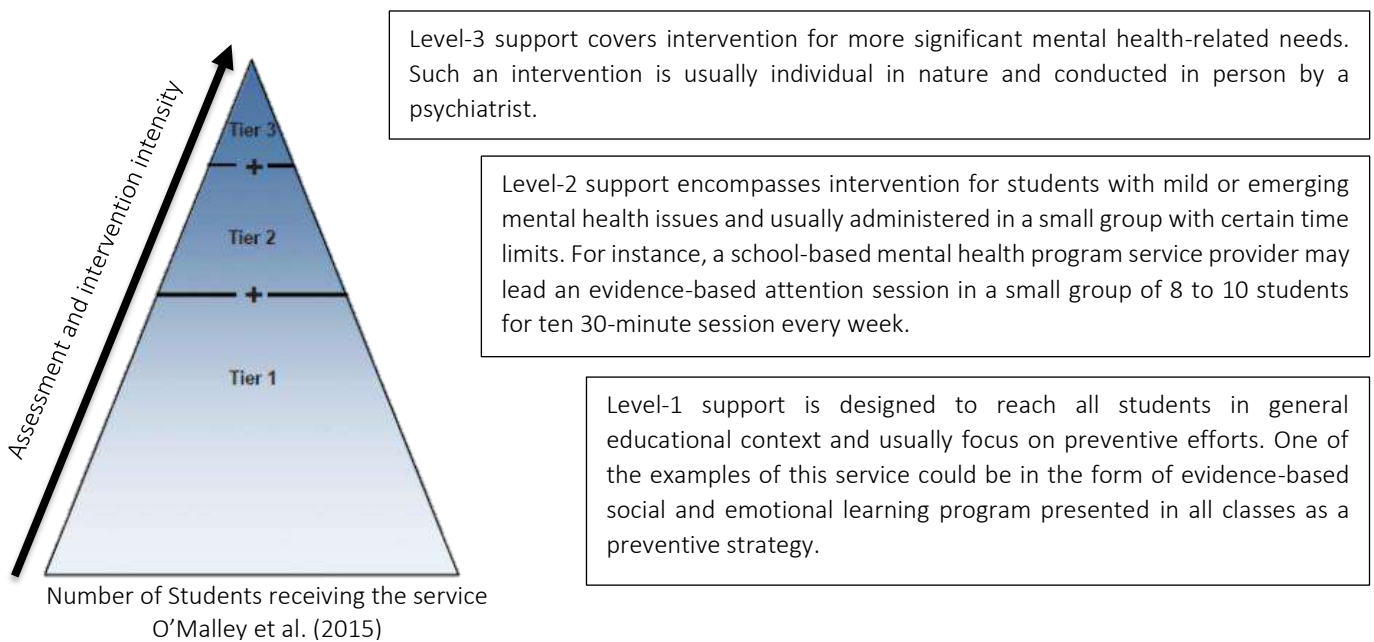 Level-3 support covers intervention for more significant mental health-related needs.
Such an intervention is usually individual in nature and conducted in person by a
psychiatrist.
Level-2 support encompasses intervention for students with mild or emerging
mental health issues and usually administered in a small group with certain time
limits. For instance, a school-based mental health program service provider may
lead an evidence-based attention session in a small group of 8 to 10 students
for ten 30-minute session every week.
Level-1 support is designed to reach all students in general
educational context and usually focus on preventive efforts. One of
the examples of this service could be in the form of evidence-based
social and emotional learning program presented in all classes as a
preventive strategy.
Assessment and intervention intensity
Tier 3
+
Tier 2
+
Tier 1
Number of Students receiving the service
O’Malley et al. (2015)